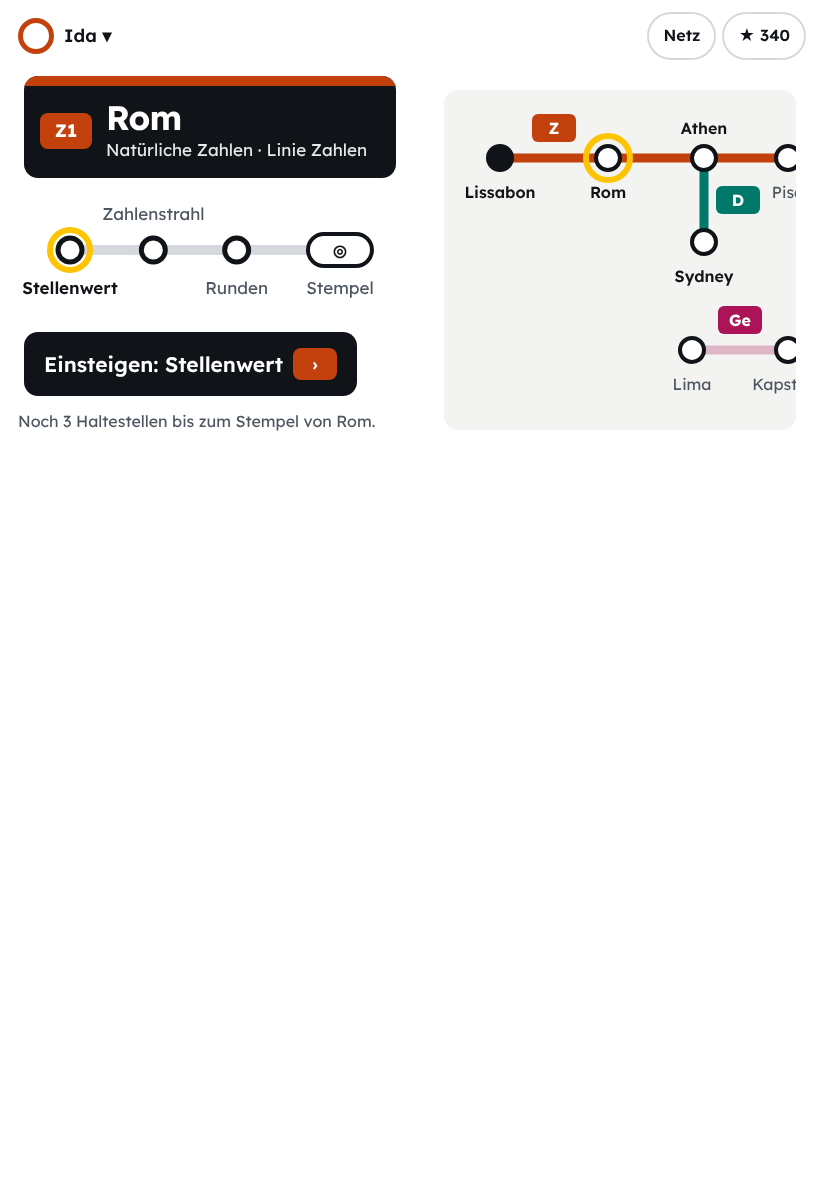 Ida ▾
Netz
★ 340
Z1
Rom
Natürliche Zahlen · Linie Zahlen
Zahlenstrahl
Stellenwert
Runden
Stempel
Einsteigen: Stellenwert ›
Noch 3 Haltestellen bis zum Stempel von Rom.
Z
Athen
Lissabon
Rom
D
Sydney
Ge
Lima